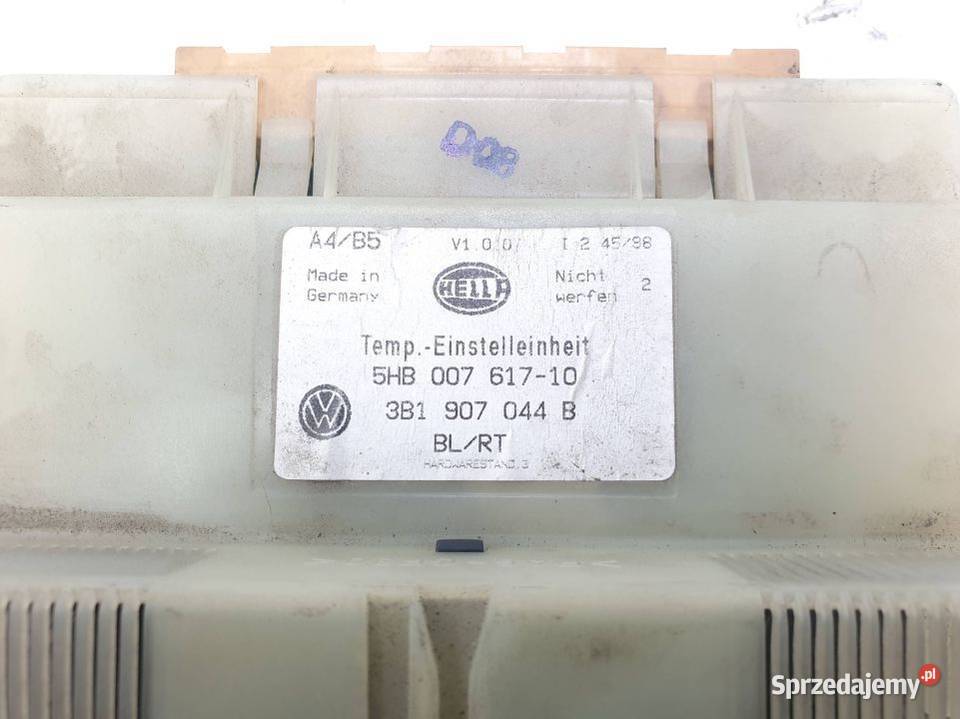 D08
A4/B5 V1.0.0/ I 2 45/98
Made in Germany
HELLA
Nicht werfen 2
Temp.-Einstelleinheit
5HB 007 617-10
VW 3B1 907 044 B
BL/RT
HARDWARESTAND.3
Sprzedajemy.pl